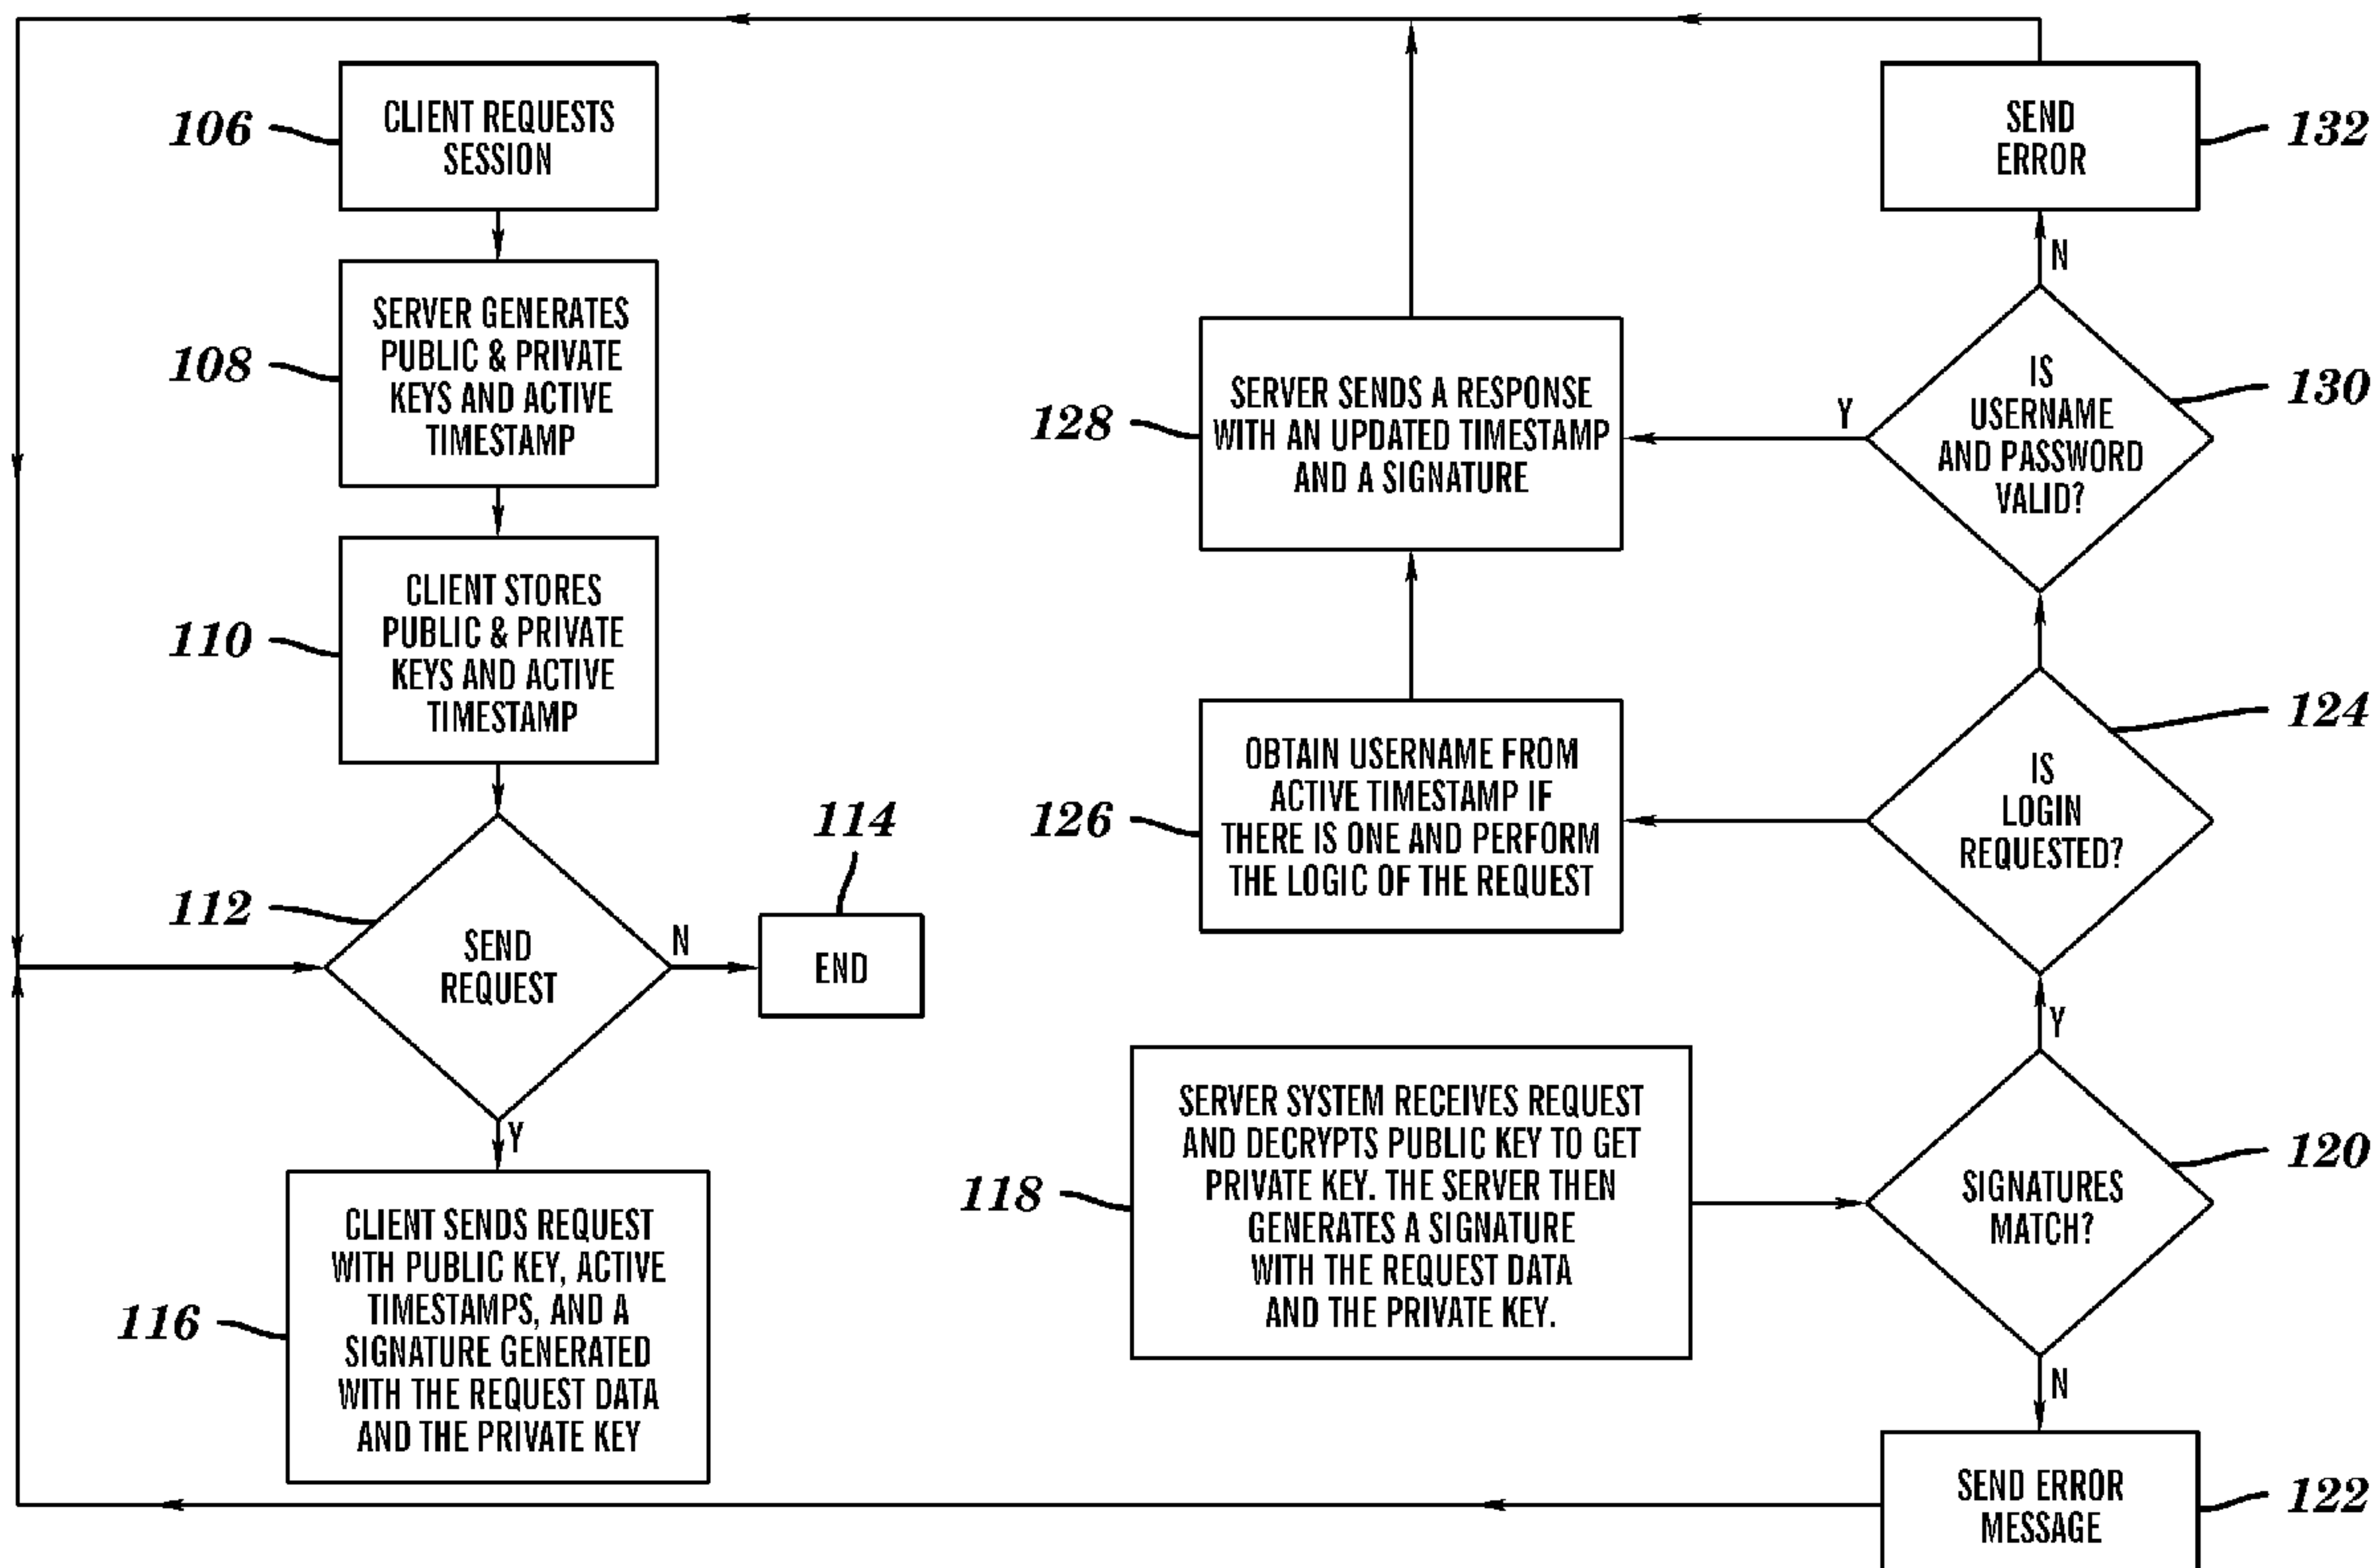 106
CLIENT REQUESTS
SESSION
108
SERVER GENERATES
PUBLIC & PRIVATE
KEYS AND ACTIVE
TIMESTAMP
110
CLIENT STORES
PUBLIC & PRIVATE
KEYS AND ACTIVE
TIMESTAMP
112
SEND
REQUEST
N
114
END
Y
116
CLIENT SENDS REQUEST
WITH PUBLIC KEY, ACTIVE
TIMESTAMPS, AND A
SIGNATURE GENERATED
WITH THE REQUEST DATA
AND THE PRIVATE KEY
118
SERVER SYSTEM RECEIVES REQUEST
AND DECRYPTS PUBLIC KEY TO GET
PRIVATE KEY. THE SERVER THEN
GENERATES A SIGNATURE
WITH THE REQUEST DATA
AND THE PRIVATE KEY.
120
SIGNATURES
MATCH?
N
122
SEND ERROR
MESSAGE
Y
124
IS
LOGIN
REQUESTED?
126
OBTAIN USERNAME FROM
ACTIVE TIMESTAMP IF
THERE IS ONE AND PERFORM
THE LOGIC OF THE REQUEST
128
SERVER SENDS A RESPONSE
WITH AN UPDATED TIMESTAMP
AND A SIGNATURE
Y
130
IS
USERNAME
AND PASSWORD
VALID?
N
132
SEND
ERROR